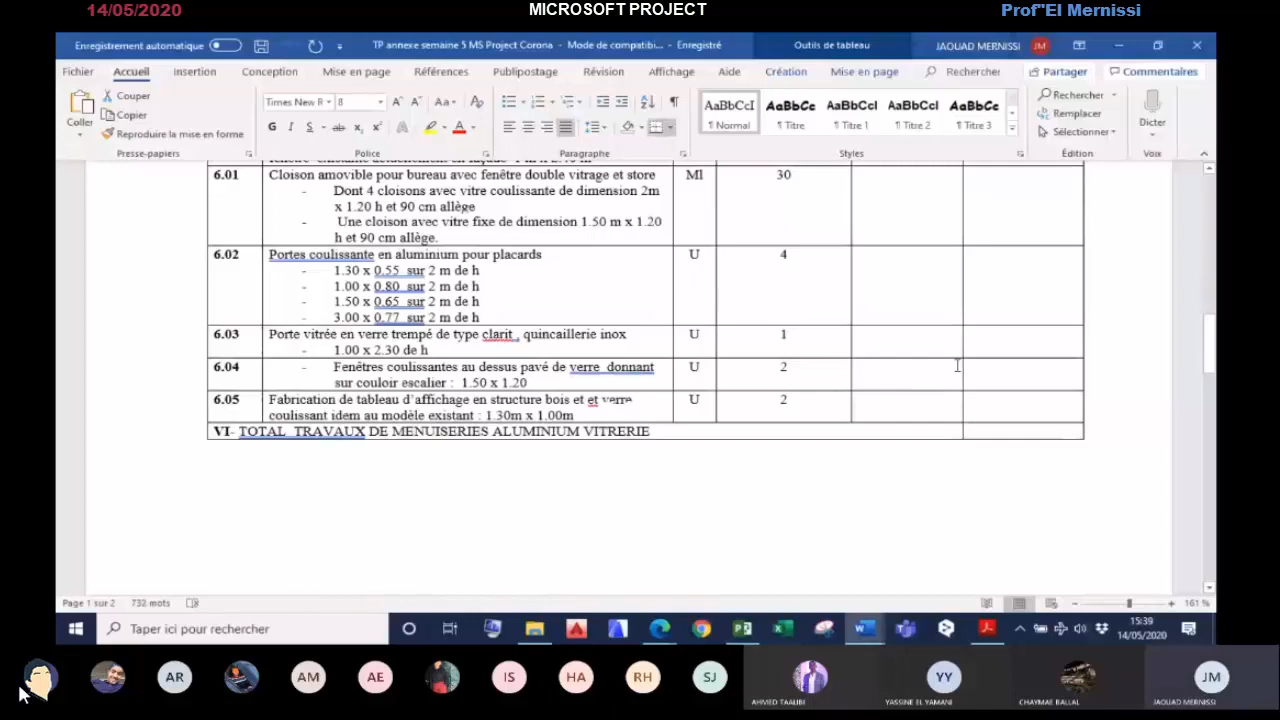 14/05/2020 MICROSOFT PROJECT Prof"El Mernissi
Enregistrement automatique TP annexe semaine 5 MS Project Corona - Mode de compatibi... - Enregistré Outils de tableau JAOUAD MERNISSI JM
Fichier Accueil Insertion Conception Mise en page Références Publipostage Révision Affichage Aide Création Mise en page Rechercher Partager Commentaires
Coller
Couper
Copier
Reproduire la mise en forme
Presse-papiers
Times New R 8
Police
Paragraphe
AaBbCcI AaBbCc AaBbCcI AaBbCcI AaBbCc
¶ Normal ¶ Titre ¶ Titre 1 ¶ Titre 2 ¶ Titre 3
Styles
Rechercher
Remplacer
Sélectionner
Édition
Dicter
Voix
6.01 Cloison amovible pour bureau avec fenêtre double vitrage et store Ml 30
- Dont 4 cloisons avec vitre coulissante de dimension 2m
x 1.20 h et 90 cm allège
- Une cloison avec vitre fixe de dimension 1.50 m x 1.20
h et 90 cm allège.
6.02 Portes coulissante en aluminium pour placards U 4
- 1.30 x 0.55 sur 2 m de h
- 1.00 x 0.80 sur 2 m de h
- 1.50 x 0.65 sur 2 m de h
- 3.00 x 0.77 sur 2 m de h
6.03 Porte vitrée en verre trempé de type clarit , quincaillerie inox U 1
- 1.00 x 2.30 de h
6.04 - Fenêtres coulissantes au dessus pavé de verre donnant U 2
sur couloir escalier : 1.50 x 1.20
6.05 Fabrication de tableau d'affichage en structure bois et et verre U 2
coulissant idem au modèle existant : 1.30m x 1.00m
VI- TOTAL TRAVAUX DE MENUISERIES ALUMINIUM VITRERIE
Page 1 sur 2 732 mots 161 %
Taper ici pour rechercher 15:39
14/05/2020
AR AM AE IS HA RH SJ YY JM
AHMED TAALIBI YASSINE EL YAMANI CHAYMAE BALLAL JAOUAD MERNISSI